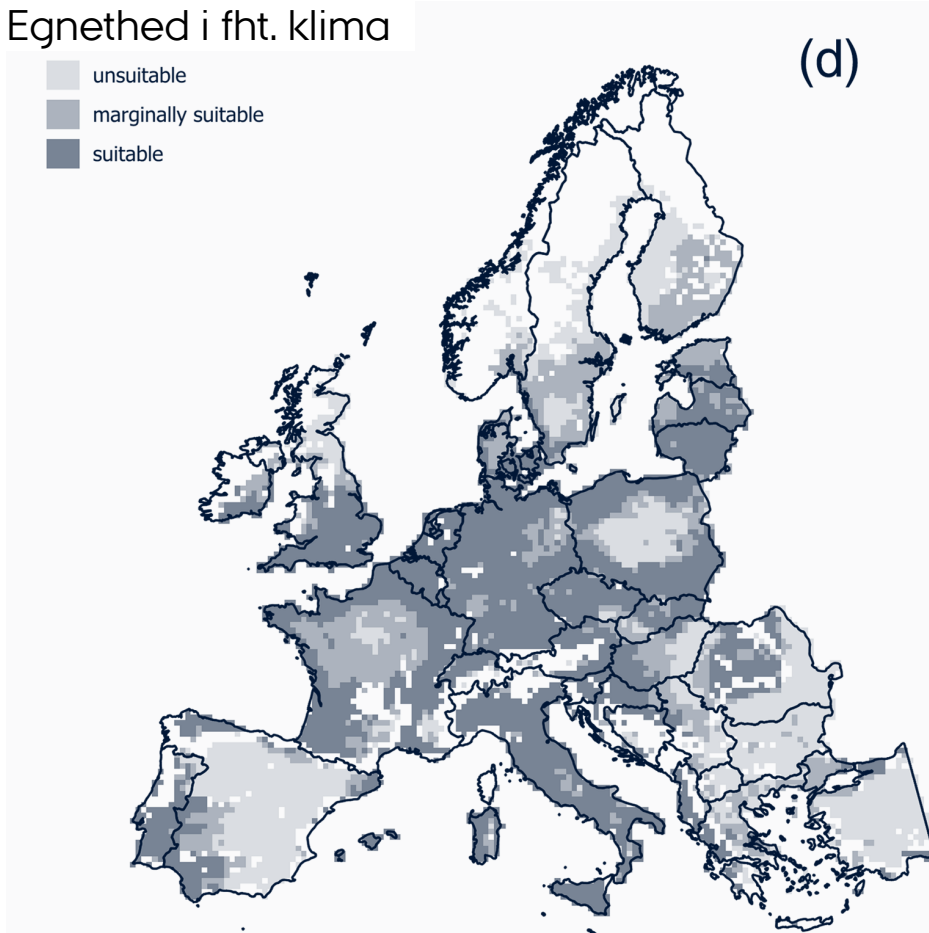 Egnethed i fht. klima
(d)
unsuitable
marginally suitable
suitable